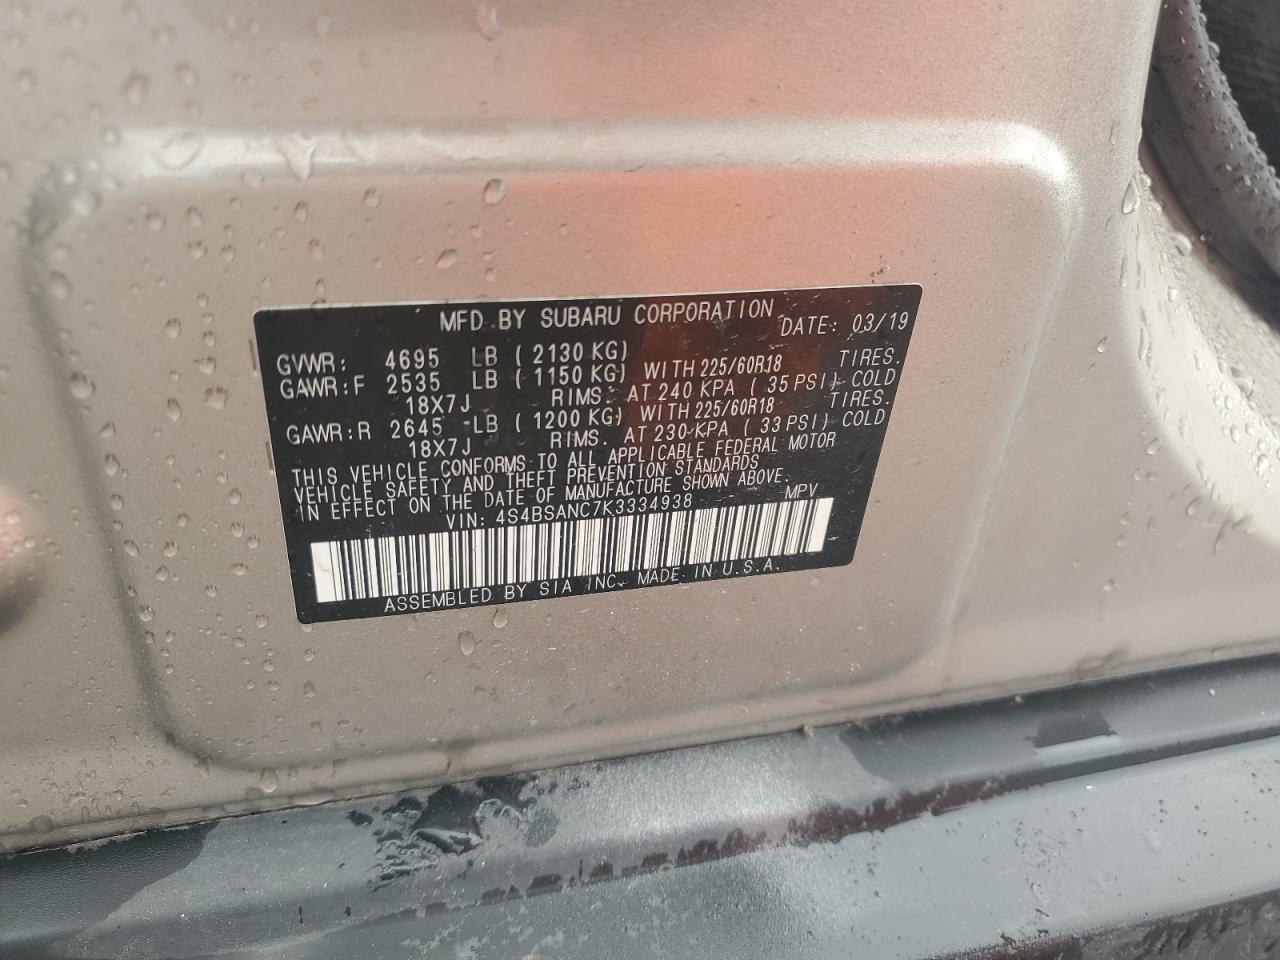 MFD.BY SUBARU CORPORATION DATE: 03/19
GVWR: 4695 LB ( 2130 KG)
GAWR:F 2535 LB ( 1150 KG) WITH 225/60R18 TIRES.
18X7J RIMS. AT 240 KPA ( 35 PSI) COLD
GAWR:R 2645 LB ( 1200 KG) WITH 225/60R18 TIRES.
18X7J RIMS. AT 230 KPA ( 33 PSI) COLD
THIS VEHICLE CONFORMS TO ALL APPLICABLE FEDERAL MOTOR
VEHICLE SAFETY AND THEFT PREVENTION STANDARDS
IN EFFECT ON THE DATE OF MANUFACTURE SHOWN ABOVE.
VIN: 4S4BSANC7K3334938 MPV
ASSEMBLED BY SIA INC. MADE IN U.S.A.